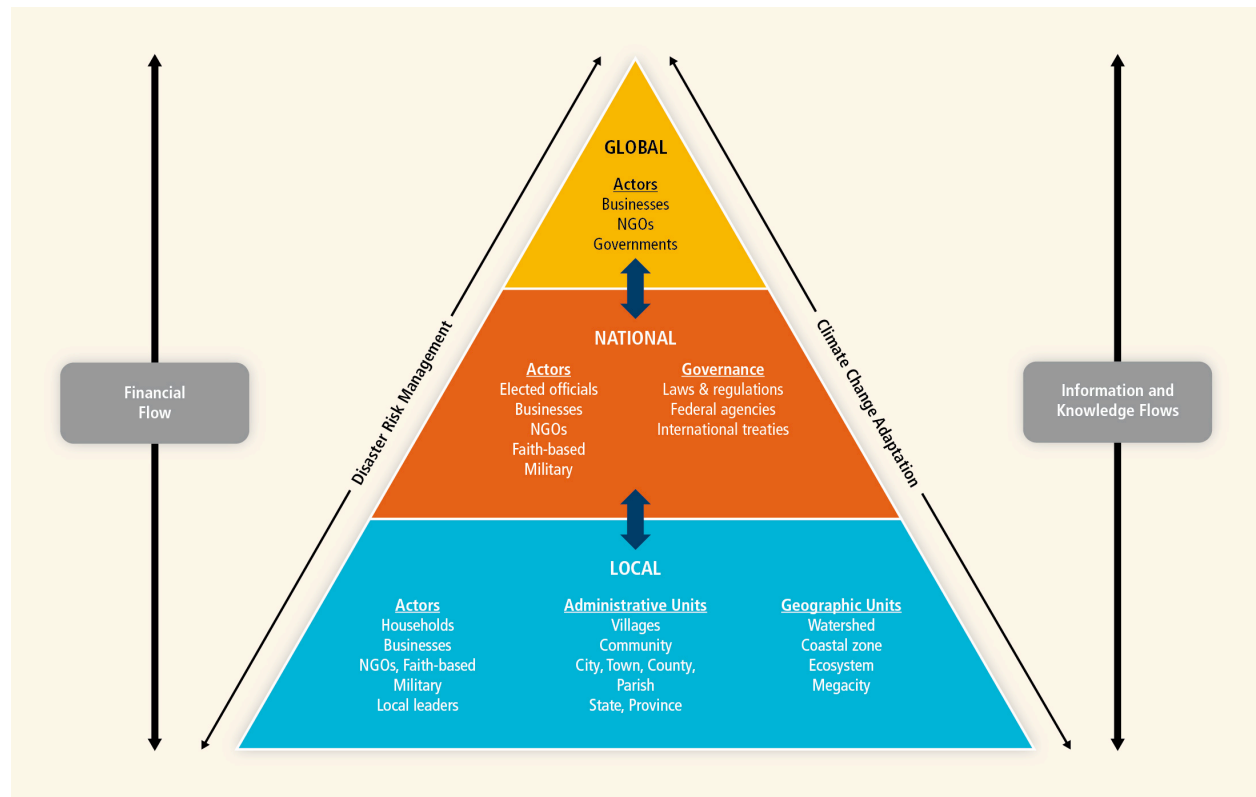 GLOBAL
Actors
Businesses
NGOs
Governments
NATIONAL
Actors
Elected officials
Businesses
NGOs
Faith-based
Military
Governance
Laws & regulations
Federal agencies
International treaties
LOCAL
Actors
Households
Businesses
NGOs, Faith-based
Military
Local leaders
Administrative Units
Villages
Community
City, Town, County,
Parish
State, Province
Geographic Units
Watershed
Coastal zone
Ecosystem
Megacity
Disaster Risk Management
Climate Change Adaptation
Financial
Flow
Information and
Knowledge Flows